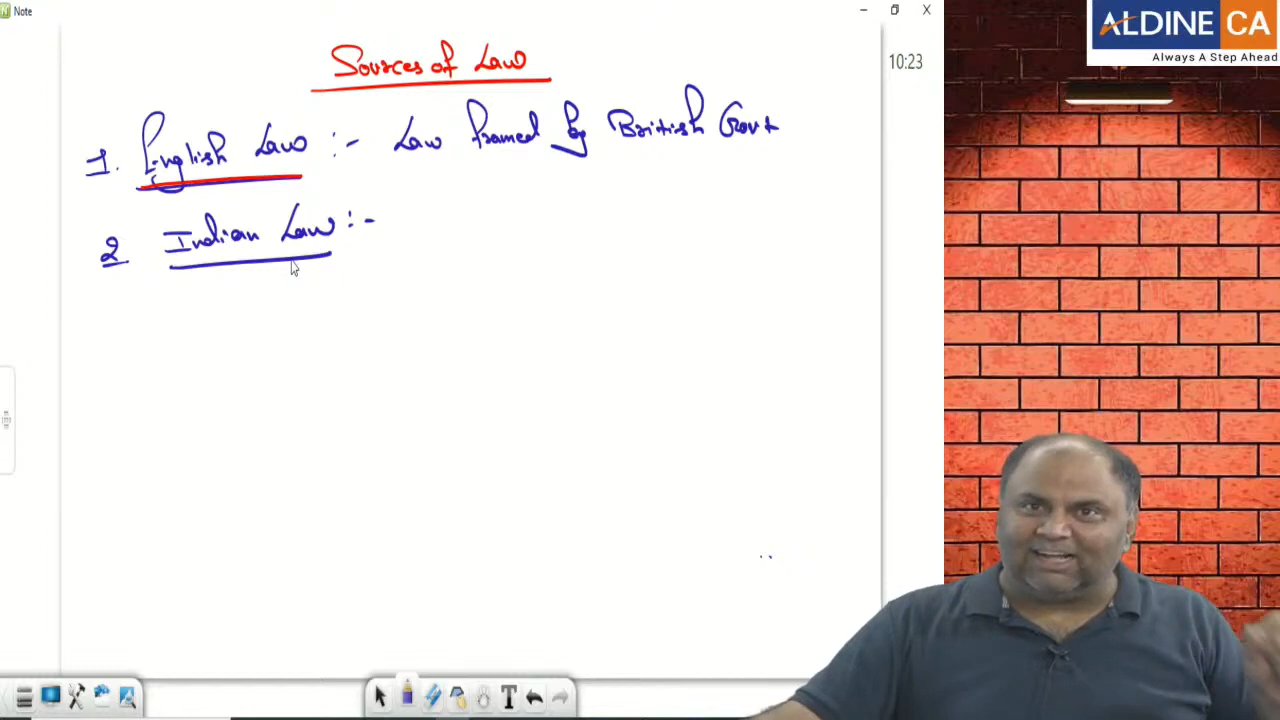 Note
ALDINE CA
Always A Step Ahead
10:23
Sources of Law
1. English Law :- Law framed by British Govt
2 Indian Law :-
T